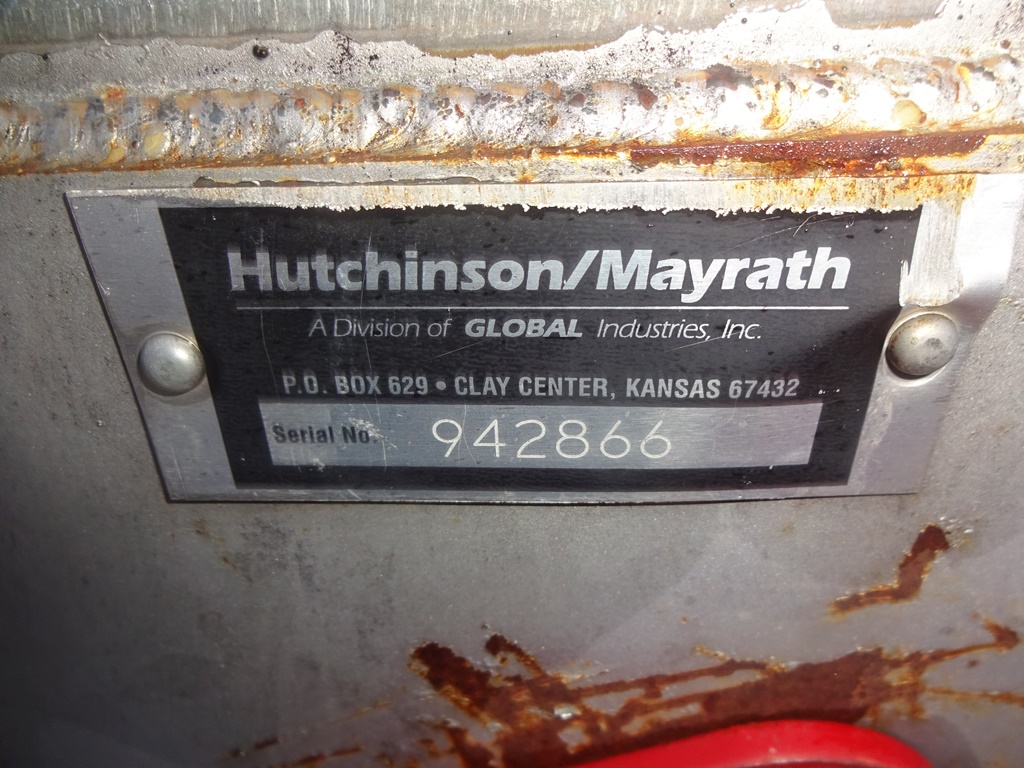 Hutchinson/Mayrath
A Division of GLOBAL Industries, Inc.
P.O. BOX 629 • CLAY CENTER, KANSAS 67432
Serial No. 942866